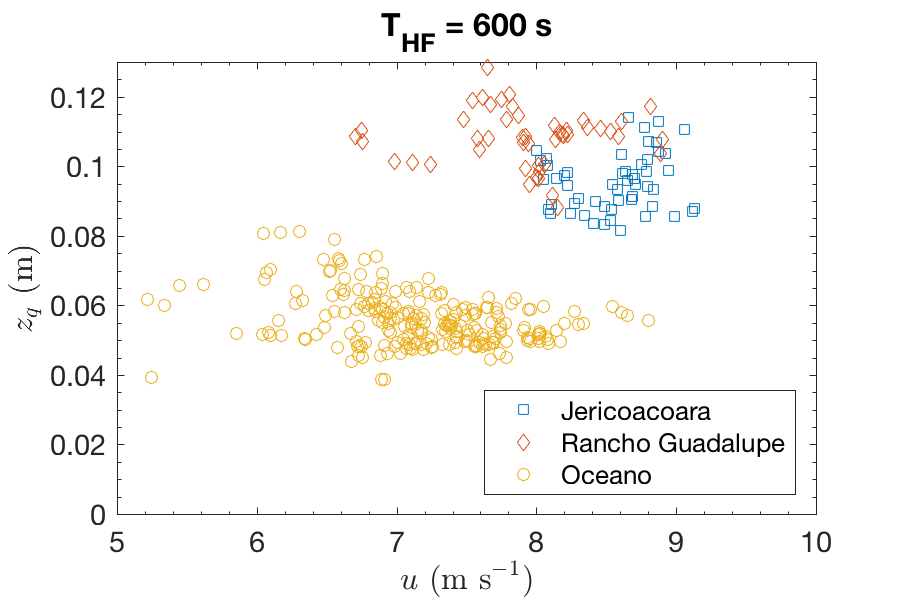 T_HF = 600 s
z_q (m)
0.12
0.1
0.08
0.06
0.04
0.02
0
Jericoacoara
Rancho Guadalupe
Oceano
5 6 7 8 9 10
u (m s⁻¹)